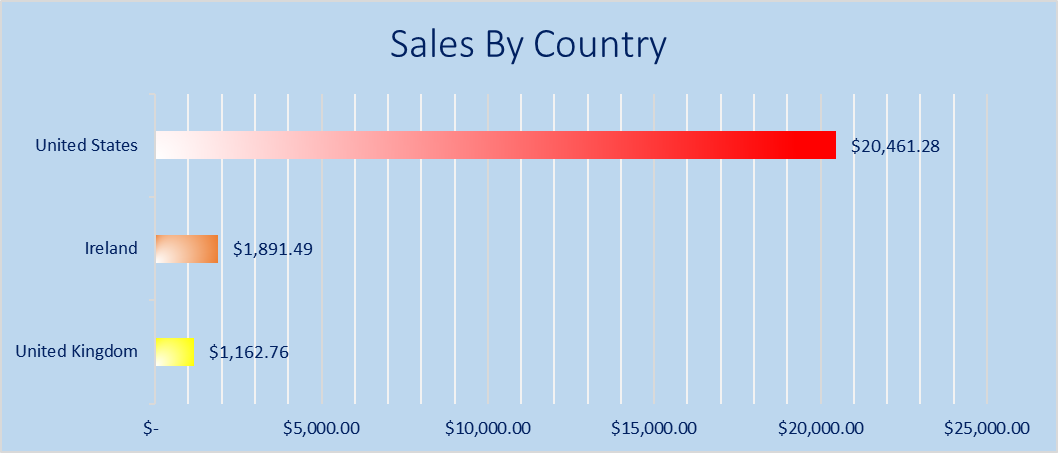 Sales By Country
United States $20,461.28
Ireland $1,891.49
United Kingdom $1,162.76
$- $5,000.00 $10,000.00 $15,000.00 $20,000.00 $25,000.00